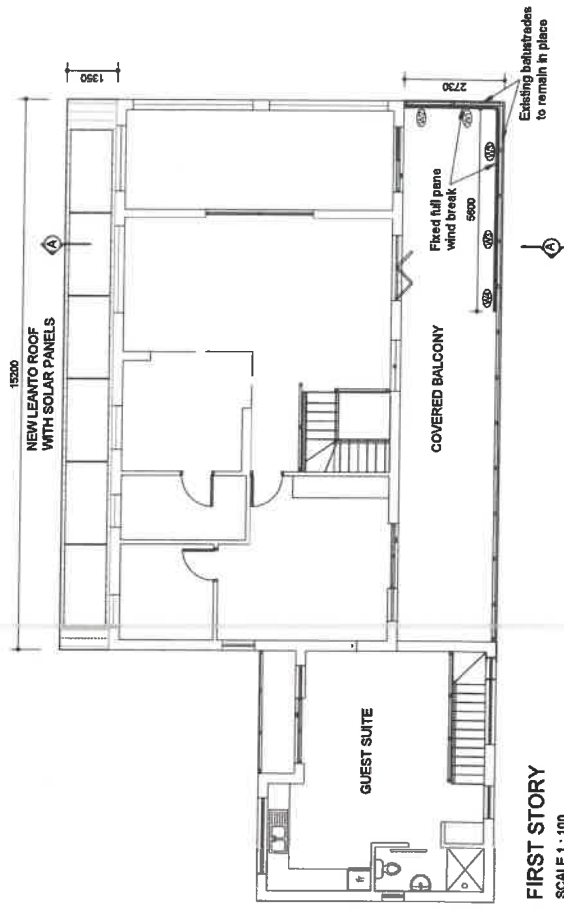 15200
1350
NEW LEANTO ROOF
WITH SOLAR PANELS
A
2730
Existing balustrades
to remain in place
Fixed full pane
wind break
5600
A
COVERED BALCONY
GUEST SUITE
fr
FIRST STORY
SCALE 1 : 100